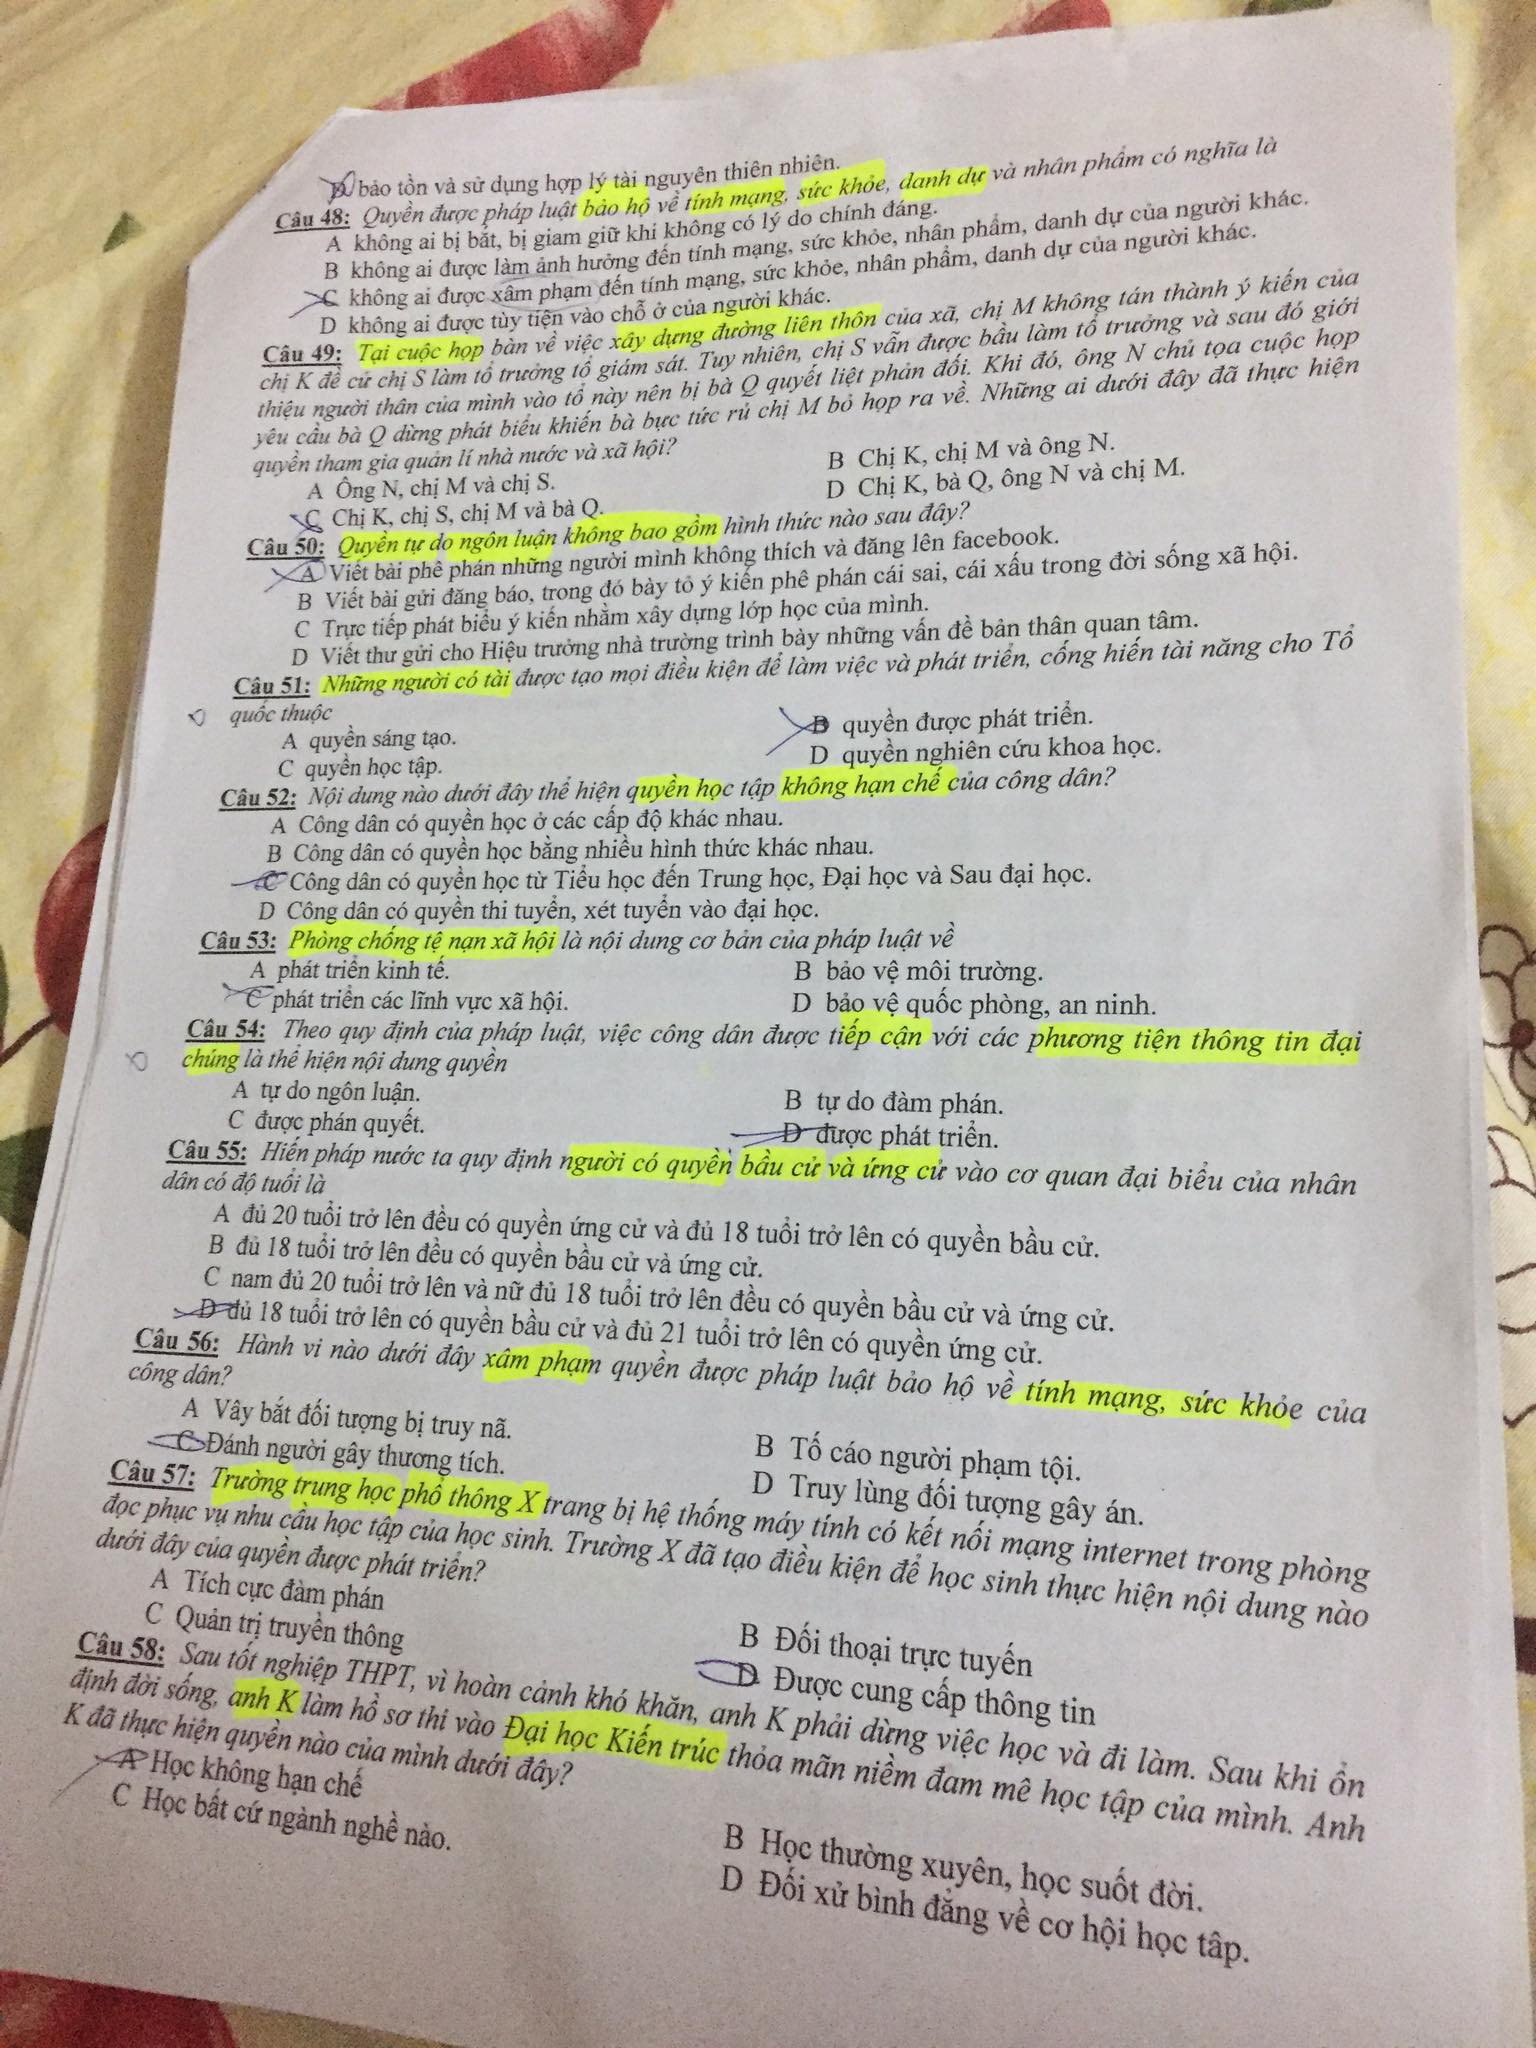 D bảo tồn và sử dụng hợp lý tài nguyên thiên nhiên.
Câu 48: Quyền được pháp luật bảo hộ về tính mạng, sức khỏe, danh dự và nhân phẩm có nghĩa là
A không ai bị bắt, bị giam giữ khi không có lý do chính đáng.
B không ai được làm ảnh hưởng đến tính mạng, sức khỏe, nhân phẩm, danh dự của người khác.
C không ai được xâm phạm đến tính mạng, sức khỏe, nhân phẩm, danh dự của người khác.
D không ai được tùy tiện vào chỗ ở của người khác.
Câu 49: Tại cuộc họp bàn về việc xây dựng đường liên thôn của xã, chị M không tán thành ý kiến của
chị K đề cử chị S làm tổ trưởng tổ giám sát. Tuy nhiên, chị S vẫn được bầu làm tổ trưởng và sau đó giới
thiệu người thân của mình vào tổ này nên bị bà Q quyết liệt phản đối. Khi đó, ông N chủ tọa cuộc họp
yêu cầu bà Q dừng phát biểu khiến bà bực tức rủ chị M bỏ họp ra về. Những ai dưới đây đã thực hiện
quyền tham gia quản lí nhà nước và xã hội?
A Ông N, chị M và chị S.
B Chị K, chị M và ông N.
C Chị K, chị S, chị M và bà Q.
D Chị K, bà Q, ông N và chị M.
Câu 50: Quyền tự do ngôn luận không bao gồm hình thức nào sau đây?
A Viết bài phê phán những người mình không thích và đăng lên facebook.
B Viết bài gửi đăng báo, trong đó bày tỏ ý kiến phê phán cái sai, cái xấu trong đời sống xã hội.
C Trực tiếp phát biểu ý kiến nhằm xây dựng lớp học của mình.
D Viết thư gửi cho Hiệu trưởng nhà trường trình bày những vấn đề bản thân quan tâm.
Câu 51: Những người có tài được tạo mọi điều kiện để làm việc và phát triển, cống hiến tài năng cho Tổ
quốc thuộc
A quyền sáng tạo.
B quyền được phát triển.
C quyền học tập.
D quyền nghiên cứu khoa học.
Câu 52: Nội dung nào dưới đây thể hiện quyền học tập không hạn chế của công dân?
A Công dân có quyền học ở các cấp độ khác nhau.
B Công dân có quyền học bằng nhiều hình thức khác nhau.
C Công dân có quyền học từ Tiểu học đến Trung học, Đại học và Sau đại học.
D Công dân có quyền thi tuyển, xét tuyển vào đại học.
Câu 53: Phòng chống tệ nạn xã hội là nội dung cơ bản của pháp luật về
A phát triển kinh tế.
B bảo vệ môi trường.
C phát triển các lĩnh vực xã hội.
D bảo vệ quốc phòng, an ninh.
Câu 54: Theo quy định của pháp luật, việc công dân được tiếp cận với các phương tiện thông tin đại
chúng là thể hiện nội dung quyền
A tự do ngôn luận.
B tự do đàm phán.
C được phán quyết.
D được phát triển.
Câu 55: Hiến pháp nước ta quy định người có quyền bầu cử và ứng cử vào cơ quan đại biểu của nhân
dân có độ tuổi là
A đủ 20 tuổi trở lên đều có quyền ứng cử và đủ 18 tuổi trở lên có quyền bầu cử.
B đủ 18 tuổi trở lên đều có quyền bầu cử và ứng cử.
C nam đủ 20 tuổi trở lên và nữ đủ 18 tuổi trở lên đều có quyền bầu cử và ứng cử.
D đủ 18 tuổi trở lên có quyền bầu cử và đủ 21 tuổi trở lên có quyền ứng cử.
Câu 56: Hành vi nào dưới đây xâm phạm quyền được pháp luật bảo hộ về tính mạng, sức khỏe của
công dân?
A Vây bắt đối tượng bị truy nã.
B Tố cáo người phạm tội.
C Đánh người gây thương tích.
D Truy lùng đối tượng gây án.
Câu 57: Trường trung học phổ thông X trang bị hệ thống máy tính có kết nối mạng internet trong phòng
đọc phục vụ nhu cầu học tập của học sinh. Trường X đã tạo điều kiện để học sinh thực hiện nội dung nào
dưới đây của quyền được phát triển?
A Tích cực đàm phán
B Đối thoại trực tuyến
C Quản trị truyền thông
D Được cung cấp thông tin
Câu 58: Sau tốt nghiệp THPT, vì hoàn cảnh khó khăn, anh K phải dừng việc học và đi làm. Sau khi ổn
định đời sống, anh K làm hồ sơ thi vào Đại học Kiến trúc thỏa mãn niềm đam mê học tập của mình. Anh
K đã thực hiện quyền nào của mình dưới đây?
A Học không hạn chế
B Học thường xuyên, học suốt đời.
C Học bất cứ ngành nghề nào.
D Đối xử bình đẳng về cơ hội học tâp.